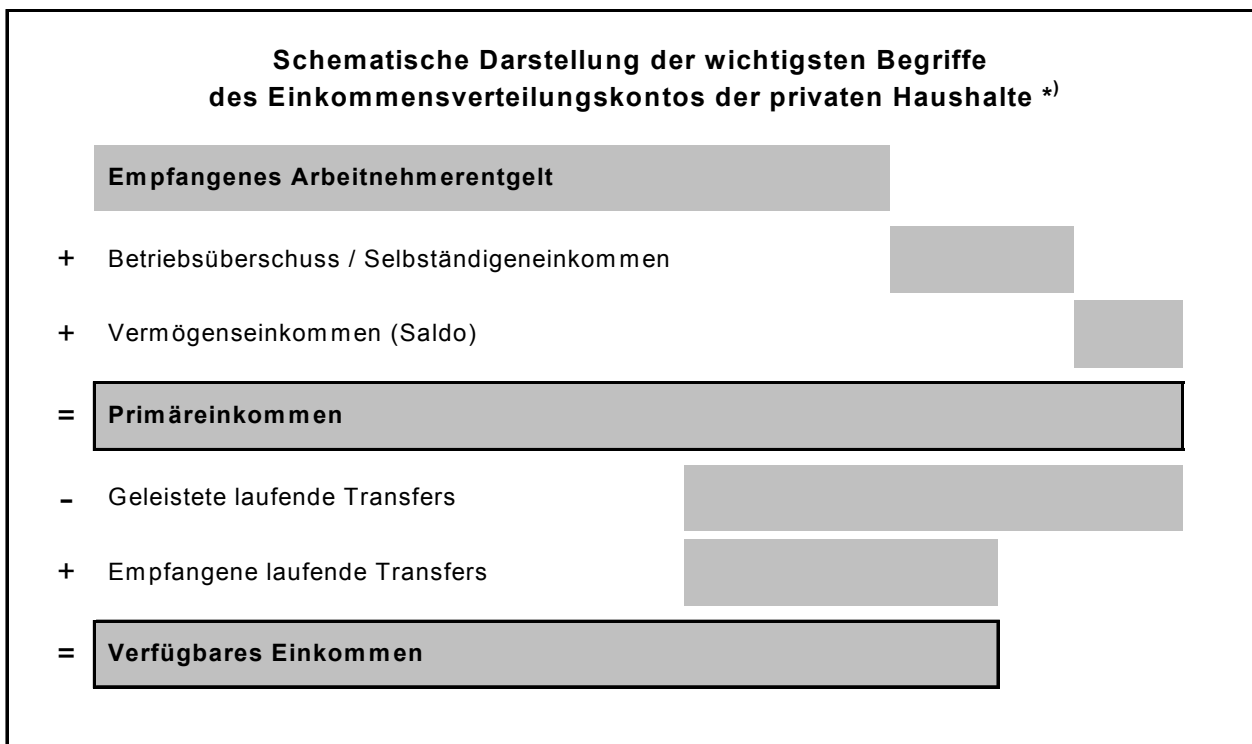 Schematische Darstellung der wichtigsten Begriffe
des Einkommensverteilungskontos der privaten Haushalte *)
Empfangenes Arbeitnehmerentgelt
+ Betriebsüberschuss / Selbständigeneinkommen
+ Vermögenseinkommen (Saldo)
= Primäreinkommen
- Geleistete laufende Transfers
+ Empfangene laufende Transfers
= Verfügbares Einkommen